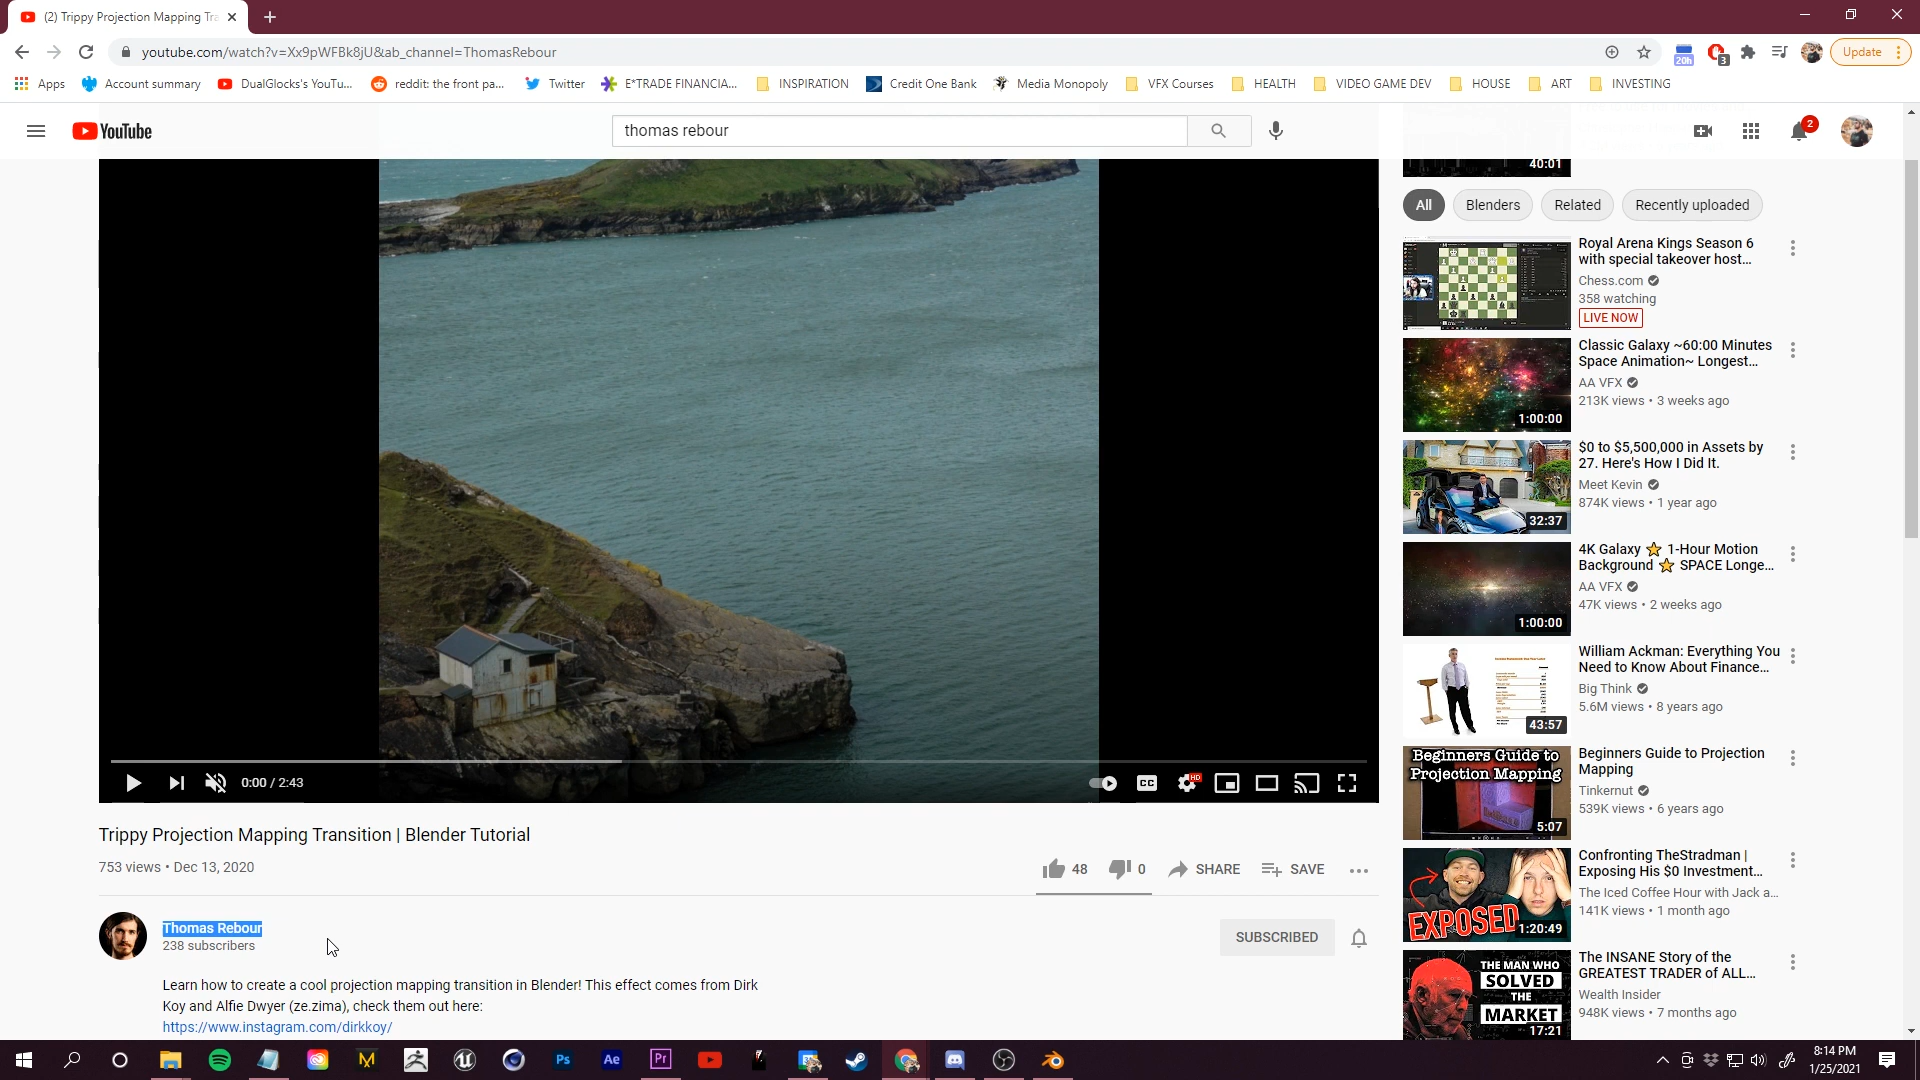 (2) Trippy Projection Mapping Tra
youtube.com/watch?v=Xx9pWFBk8jU&ab_channel=ThomasRebour
20h
3
Update
Apps
Account summary
DualGlocks's YouTu...
reddit: the front pa...
Twitter
E*TRADE FINANCIA...
INSPIRATION
Credit One Bank
Media Monopoly
VFX Courses
HEALTH
VIDEO GAME DEV
HOUSE
ART
INVESTING
YouTube
thomas rebour
2
40:01
All
Blenders
Related
Recently uploaded
Royal Arena Kings Season 6
with special takeover host...
Chess.com
358 watching
LIVE NOW
Classic Galaxy ~60:00 Minutes
Space Animation~ Longest...
AA VFX
213K views • 3 weeks ago
1:00:00
$0 to $5,500,000 in Assets by
27. Here's How I Did It.
Meet Kevin
874K views • 1 year ago
32:37
4K Galaxy ⭐ 1-Hour Motion
Background ⭐ SPACE Longe...
AA VFX
47K views • 2 weeks ago
1:00:00
William Ackman: Everything You
Need to Know About Finance...
Big Think
5.6M views • 8 years ago
43:57
Beginners Guide to
Projection Mapping
5:07
Beginners Guide to Projection
Mapping
Tinkernut
539K views • 6 years ago
EXPOSED
1:20:49
Confronting TheStradman |
Exposing His $0 Investment...
The Iced Coffee Hour with Jack a...
141K views • 1 month ago
THE MAN WHO
SOLVED
THE
MARKET
17:21
The INSANE Story of the
GREATEST TRADER of ALL...
Wealth Insider
948K views • 7 months ago
0:00 / 2:43
CC
HD
Trippy Projection Mapping Transition | Blender Tutorial
753 views • Dec 13, 2020
48
0
SHARE
SAVE
Thomas Rebour
238 subscribers
SUBSCRIBED
Learn how to create a cool projection mapping transition in Blender! This effect comes from Dirk
Koy and Alfie Dwyer (ze.zima), check them out here:
https://www.instagram.com/dirkkoy/
M
Ps
Ae
Pr
8:14 PM
1/25/2021